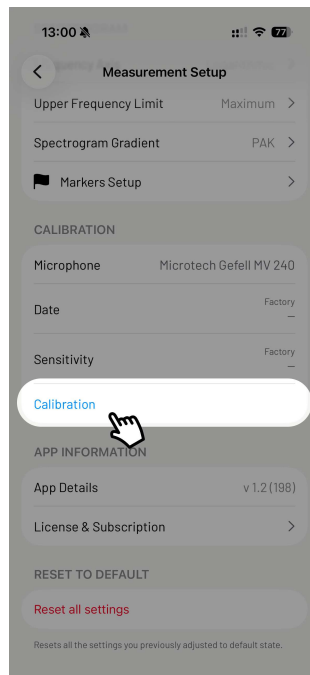 13:00
77
Measurement Setup
Upper Frequency Limit Maximum
Spectrogram Gradient PAK
Markers Setup
CALIBRATION
Microphone Microtech Gefell MV 240
Factory
Date –
Factory
Sensitivity –
Calibration
APP INFORMATION
App Details v 1.2 (198)
License & Subscription
RESET TO DEFAULT
Reset all settings
Resets all the settings you previously adjusted to default state.